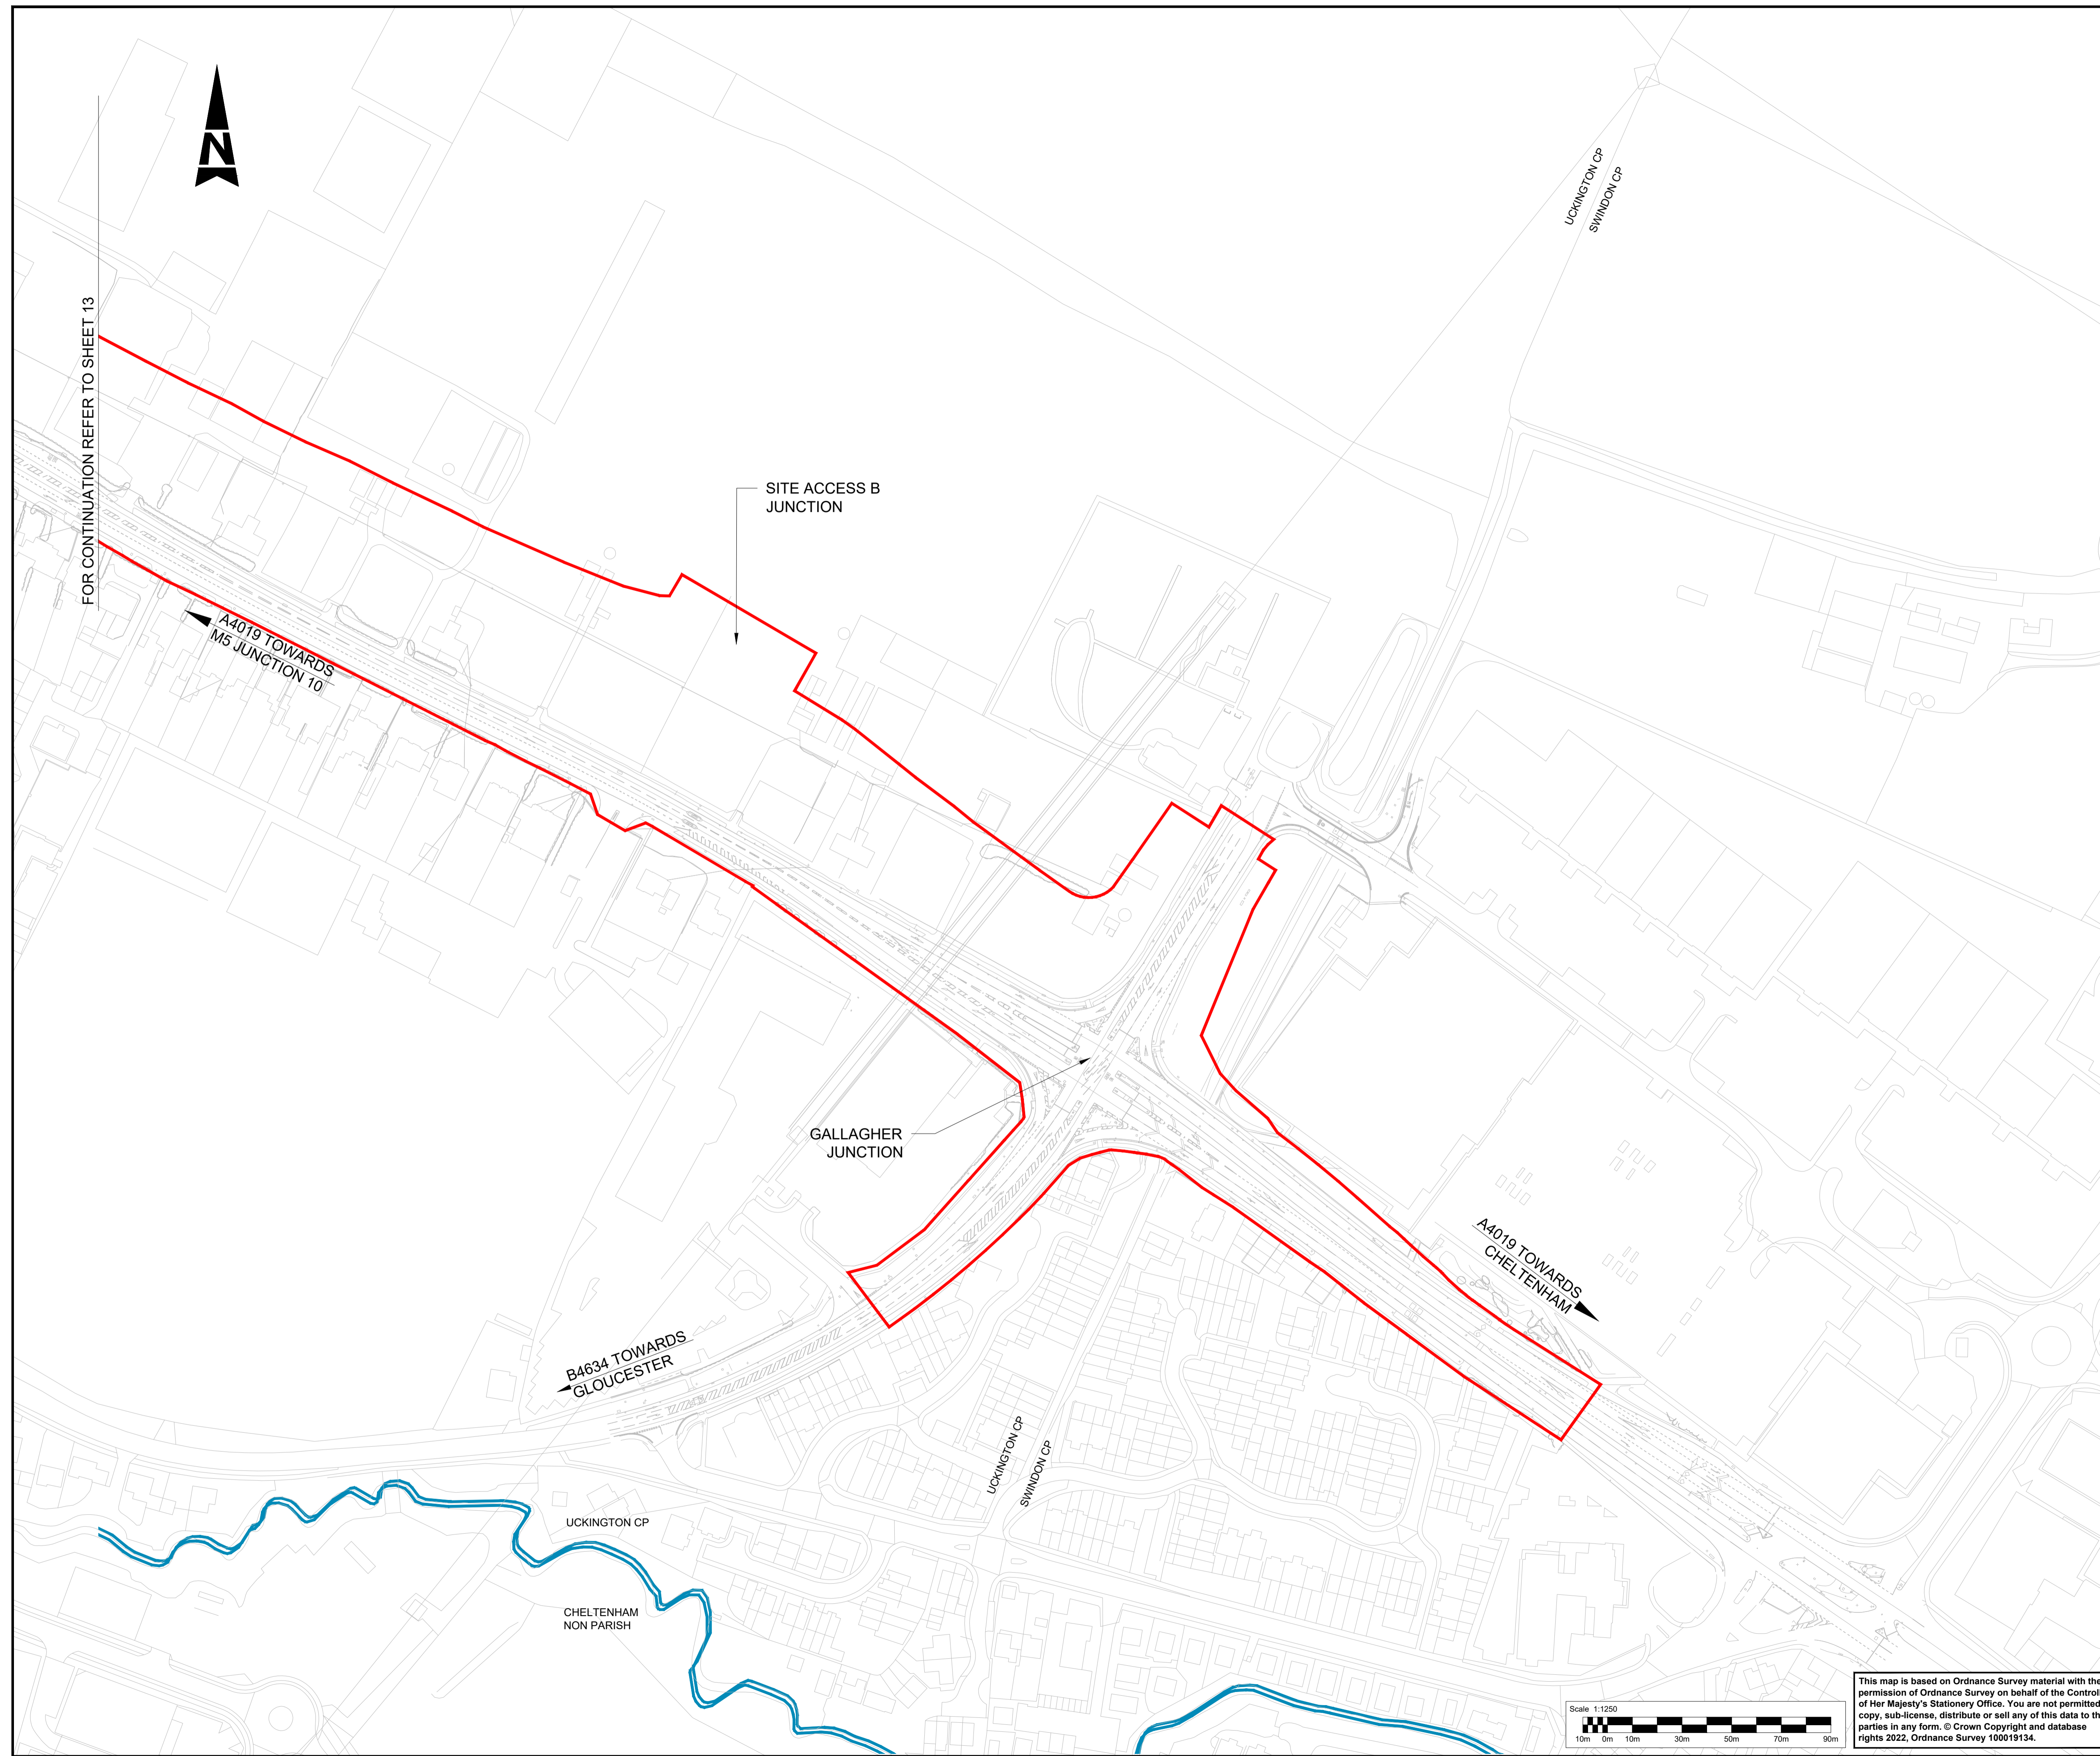 N
UCKINGTON CP
SWINDON CP
FOR CONTINUATION REFER TO SHEET 13
SITE ACCESS B
JUNCTION
A4019 TOWARDS
M5 JUNCTION 10
GALLAGHER
JUNCTION
A4019 TOWARDS
CHELTENHAM
B4634 TOWARDS
GLOUCESTER
UCKINGTON CP
SWINDON CP
UCKINGTON CP
CHELTENHAM
NON PARISH
Scale 1:1250
10m 0m 10m 30m 50m 70m 90m
This map is based on Ordnance Survey material with the
permission of Ordnance Survey on behalf of the Controll
of Her Majesty's Stationery Office. You are not permitted
copy, sub-license, distribute or sell any of this data to th
parties in any form. © Crown Copyright and database
rights 2022, Ordnance Survey 100019134.